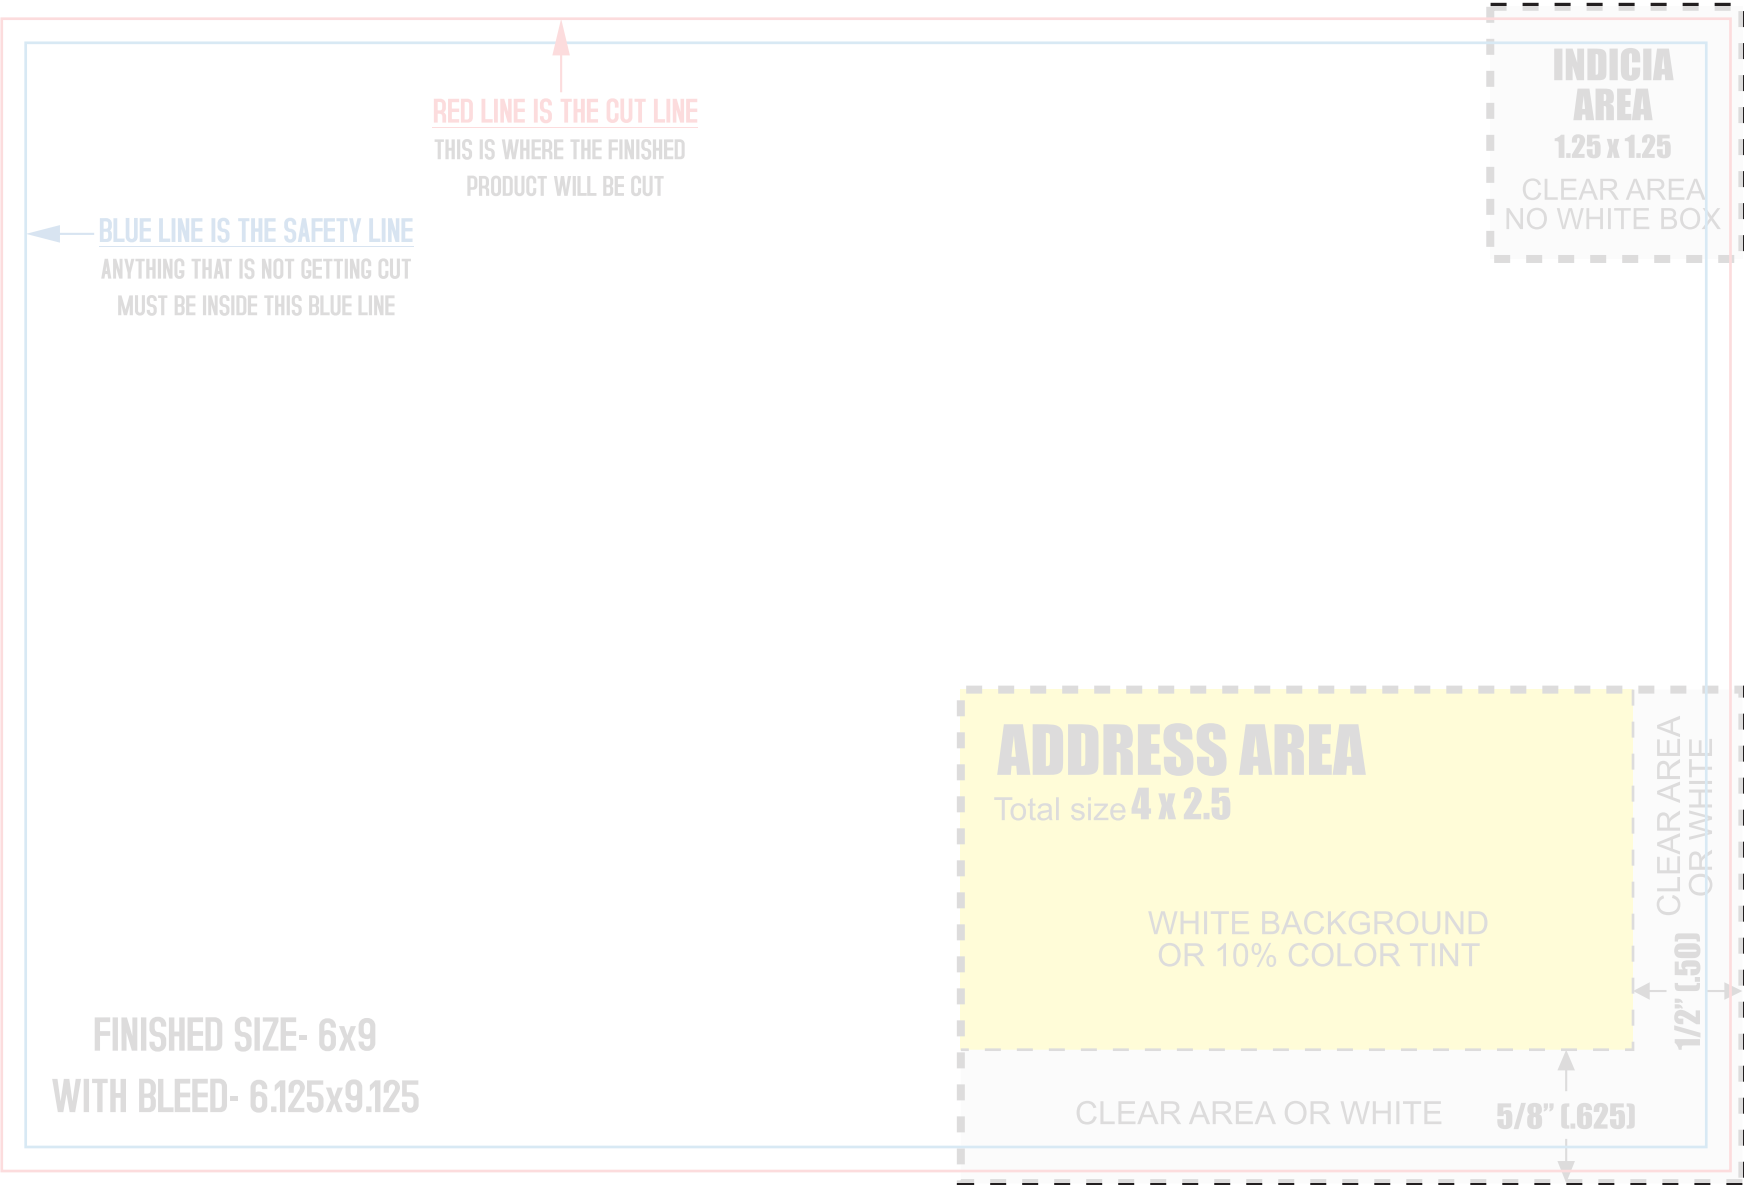 RED LINE IS THE CUT LINE
THIS IS WHERE THE FINISHED
PRODUCT WILL BE CUT
BLUE LINE IS THE SAFETY LINE
ANYTHING THAT IS NOT GETTING CUT
MUST BE INSIDE THIS BLUE LINE
INDICIA
AREA
1.25 x 1.25
CLEAR AREA
NO WHITE BOX
ADDRESS AREA
Total size 4 x 2.5
WHITE BACKGROUND
OR 10% COLOR TINT
CLEAR AREA
OR WHITE
1/2” (.50)
CLEAR AREA OR WHITE
5/8” (.625)
FINISHED SIZE- 6x9
WITH BLEED- 6.125x9.125